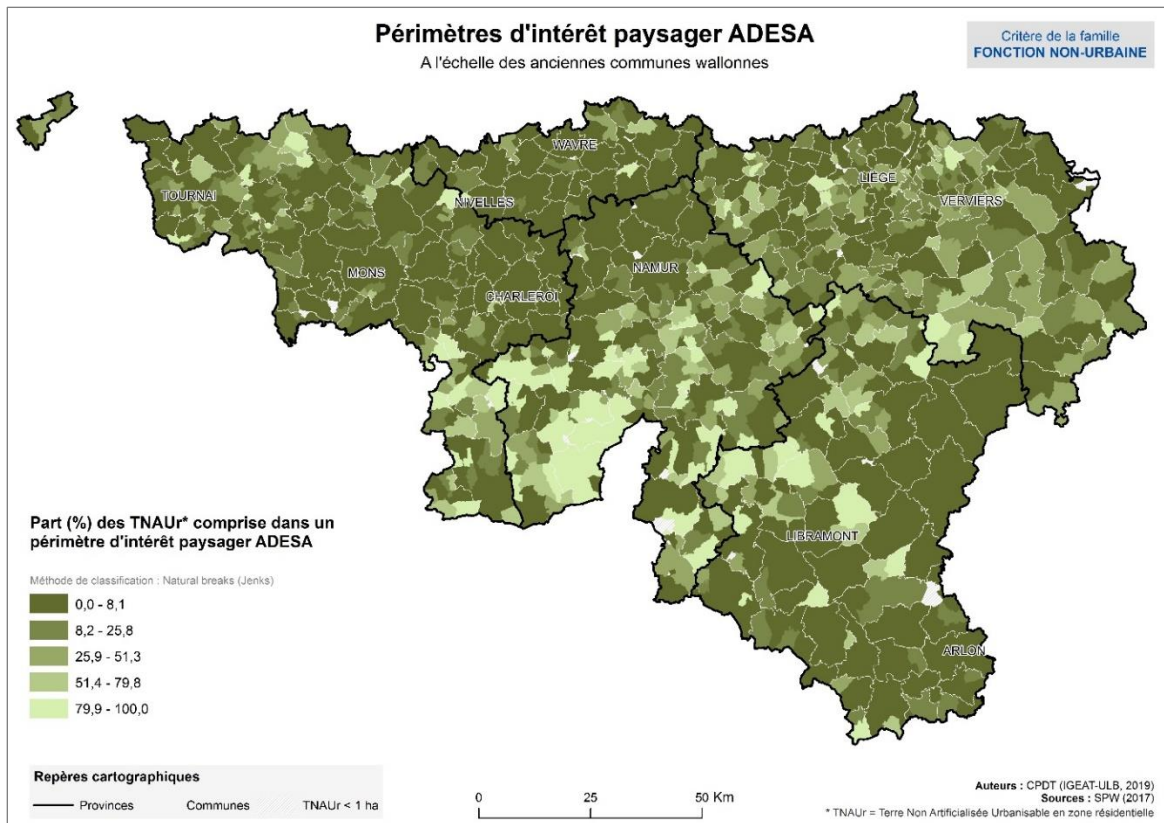 Périmètres d'intérêt paysager ADESA
A l'échelle des anciennes communes wallonnes
Critère de la famille
FONCTION NON-URBAINE
WAVRE
TOURNAI
NIVELLES
LIÈGE
VERVIERS
MONS
NAMUR
CHARLEROI
LIBRAMONT
ARLON
Part (%) des TNAUr* comprise dans un
périmètre d'intérêt paysager ADESA
Méthode de classification : Natural breaks (Jenks)
0,0 - 8,1
8,2 - 25,8
25,9 - 51,3
51,4 - 79,8
79,9 - 100,0
Repères cartographiques
Provinces Communes TNAUr < 1 ha
0 25 50 Km
Auteurs : CPDT (IGEAT-ULB, 2019)
Sources : SPW (2017)
* TNAUr = Terre Non Artificialisée Urbanisable en zone résidentielle